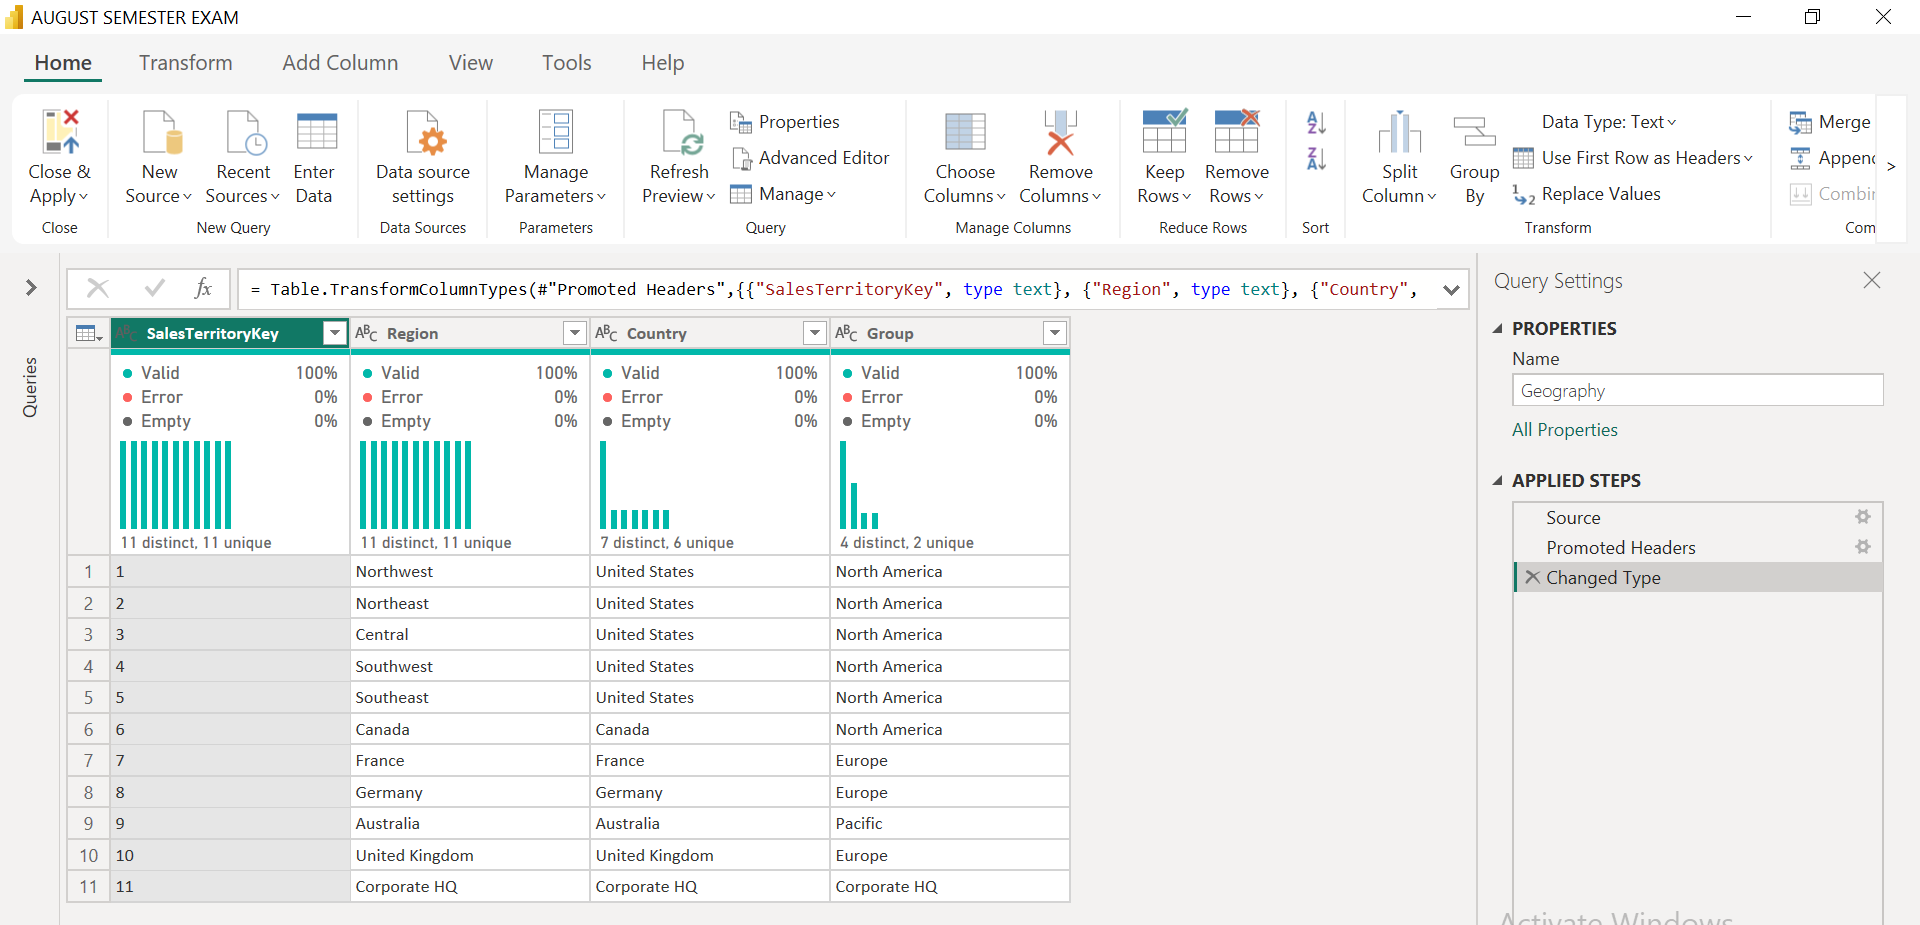 AUGUST SEMESTER EXAM
Home Transform Add Column View Tools Help
Close & Apply
Close
New Source
Recent Sources
Enter Data
New Query
Data source settings
Data Sources
Manage Parameters
Parameters
Refresh Preview
Properties
Advanced Editor
Manage
Query
Choose Columns
Remove Columns
Manage Columns
Keep Rows
Remove Rows
Reduce Rows
Sort
Split Column
Group By
Data Type: Text
Use First Row as Headers
Replace Values
Transform
Merge
Appenc
Combin
Com
Queries
fx
= Table.TransformColumnTypes(#"Promoted Headers",{{"SalesTerritoryKey", type text}, {"Region", type text}, {"Country",
ABC SalesTerritoryKey ABC Region ABC Country ABC Group
Valid 100% Valid 100% Valid 100% Valid 100%
Error 0% Error 0% Error 0% Error 0%
Empty 0% Empty 0% Empty 0% Empty 0%
11 distinct, 11 unique 11 distinct, 11 unique 7 distinct, 6 unique 4 distinct, 2 unique
1 1 Northwest United States North America
2 2 Northeast United States North America
3 3 Central United States North America
4 4 Southwest United States North America
5 5 Southeast United States North America
6 6 Canada Canada North America
7 7 France France Europe
8 8 Germany Germany Europe
9 9 Australia Australia Pacific
10 10 United Kingdom United Kingdom Europe
11 11 Corporate HQ Corporate HQ Corporate HQ
Query Settings
PROPERTIES
Name
Geography
All Properties
APPLIED STEPS
Source
Promoted Headers
Changed Type
Activate Windows